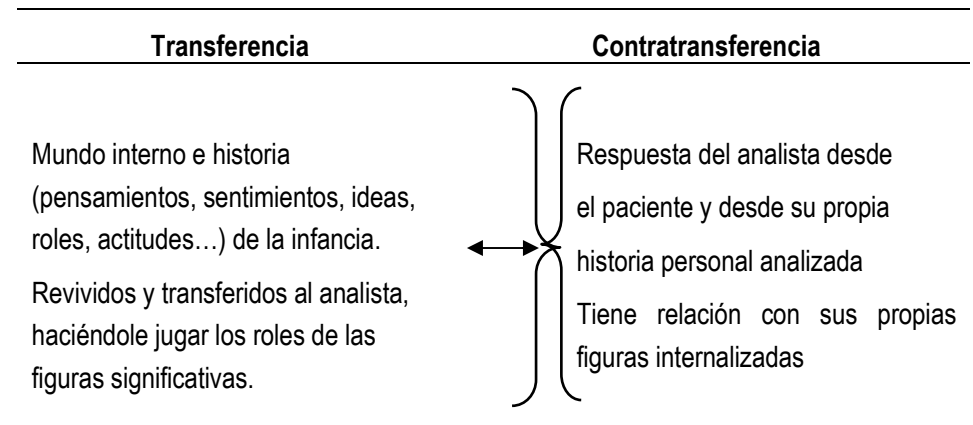 Transferencia
Contratransferencia
Mundo interno e historia
(pensamientos, sentimientos, ideas,
roles, actitudes…) de la infancia.
Revividos y transferidos al analista,
haciéndole jugar los roles de las
figuras significativas.
Respuesta del analista desde
el paciente y desde su propia
historia personal analizada
Tiene relación con sus propias
figuras internalizadas